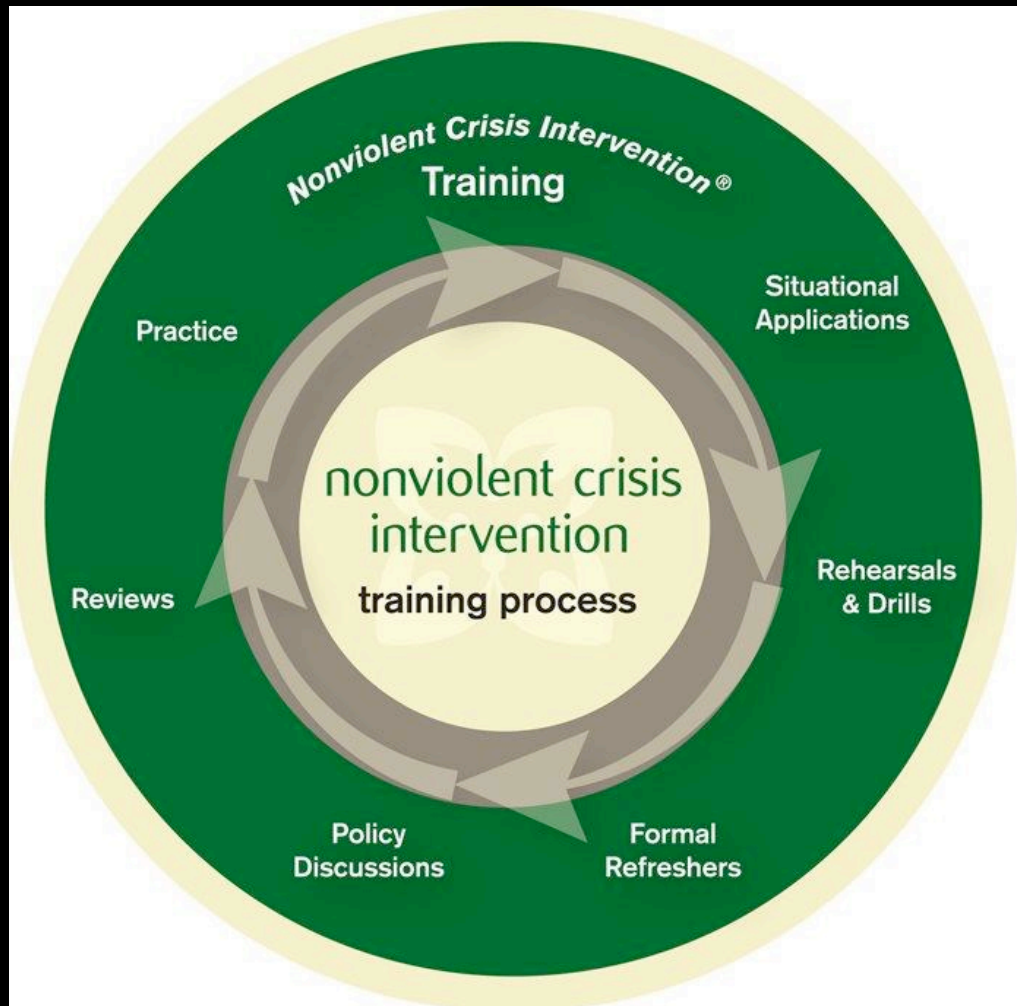 Nonviolent Crisis Intervention®
Training
Situational
Applications
Rehearsals
& Drills
Formal
Refreshers
Policy
Discussions
Reviews
Practice
nonviolent crisis
intervention
training process